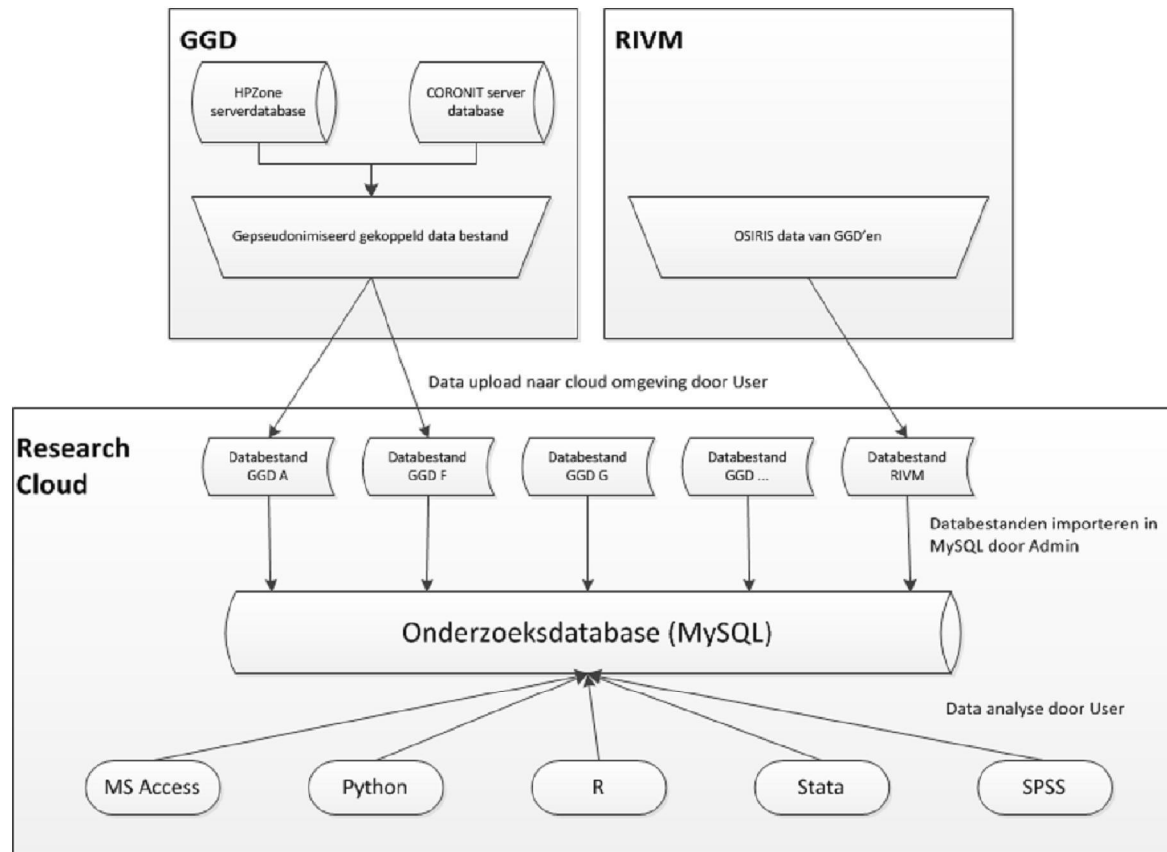 GGD
RIVM
HPZone
serverdatabase
CORONIT server
database
Gepseudonimiseerd gekoppeld data bestand
OSIRIS data van GGD'en
Data upload naar cloud omgeving door User
Research
Cloud
Databestand
GGD A
Databestand
GGD F
Databestand
GGD G
Databestand
GGD ...
Databestand
RIVM
Databestanden importeren in
MySQL door Admin
Onderzoeksdatabase (MySQL)
Data analyse door User
MS Access
Python
R
Stata
SPSS